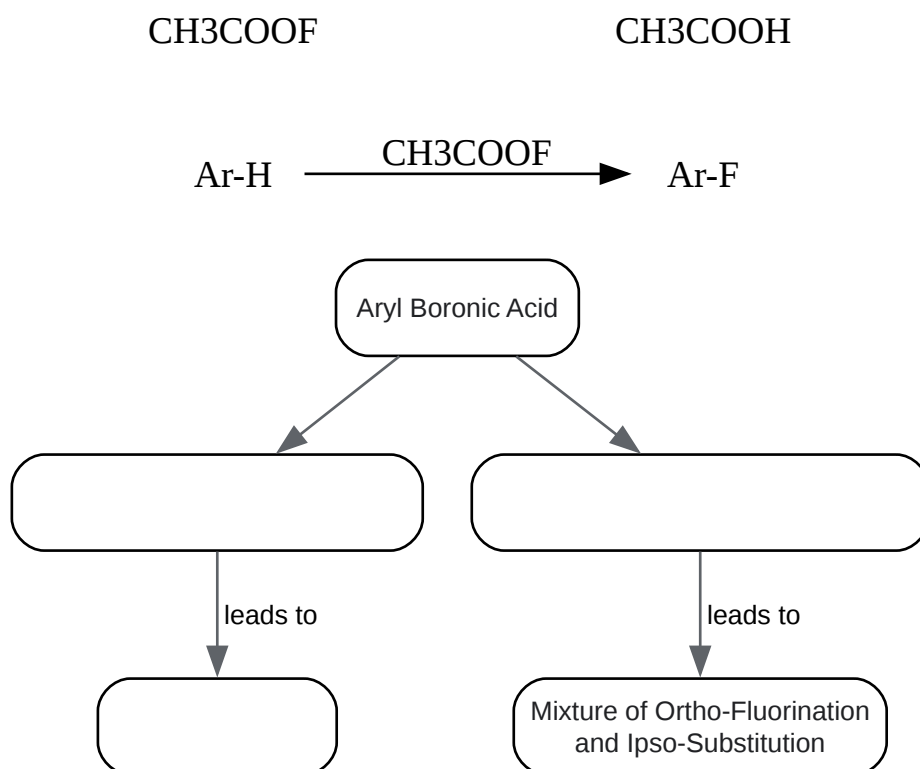 CH3COOF CH3COOH
CH3COOF
Ar-H Ar-F
Aryl Boronic Acid
leads to leads to
Mixture of Ortho-Fluorination
and Ipso-Substitution